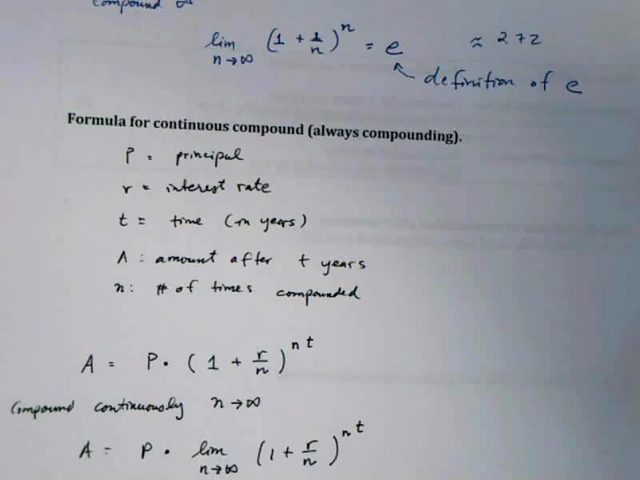 Compound
lim n→∞ (1 + 1/n)^n = e ≈ 2.72
definition of e
Formula for continuous compound (always compounding).
P = principal
r = interest rate
t = time (in years)
A : amount after t years
n : # of times compounded
A = P · (1 + r/n)^nt
Compound continuously n→∞
A = P · lim n→∞ (1 + r/n)^nt